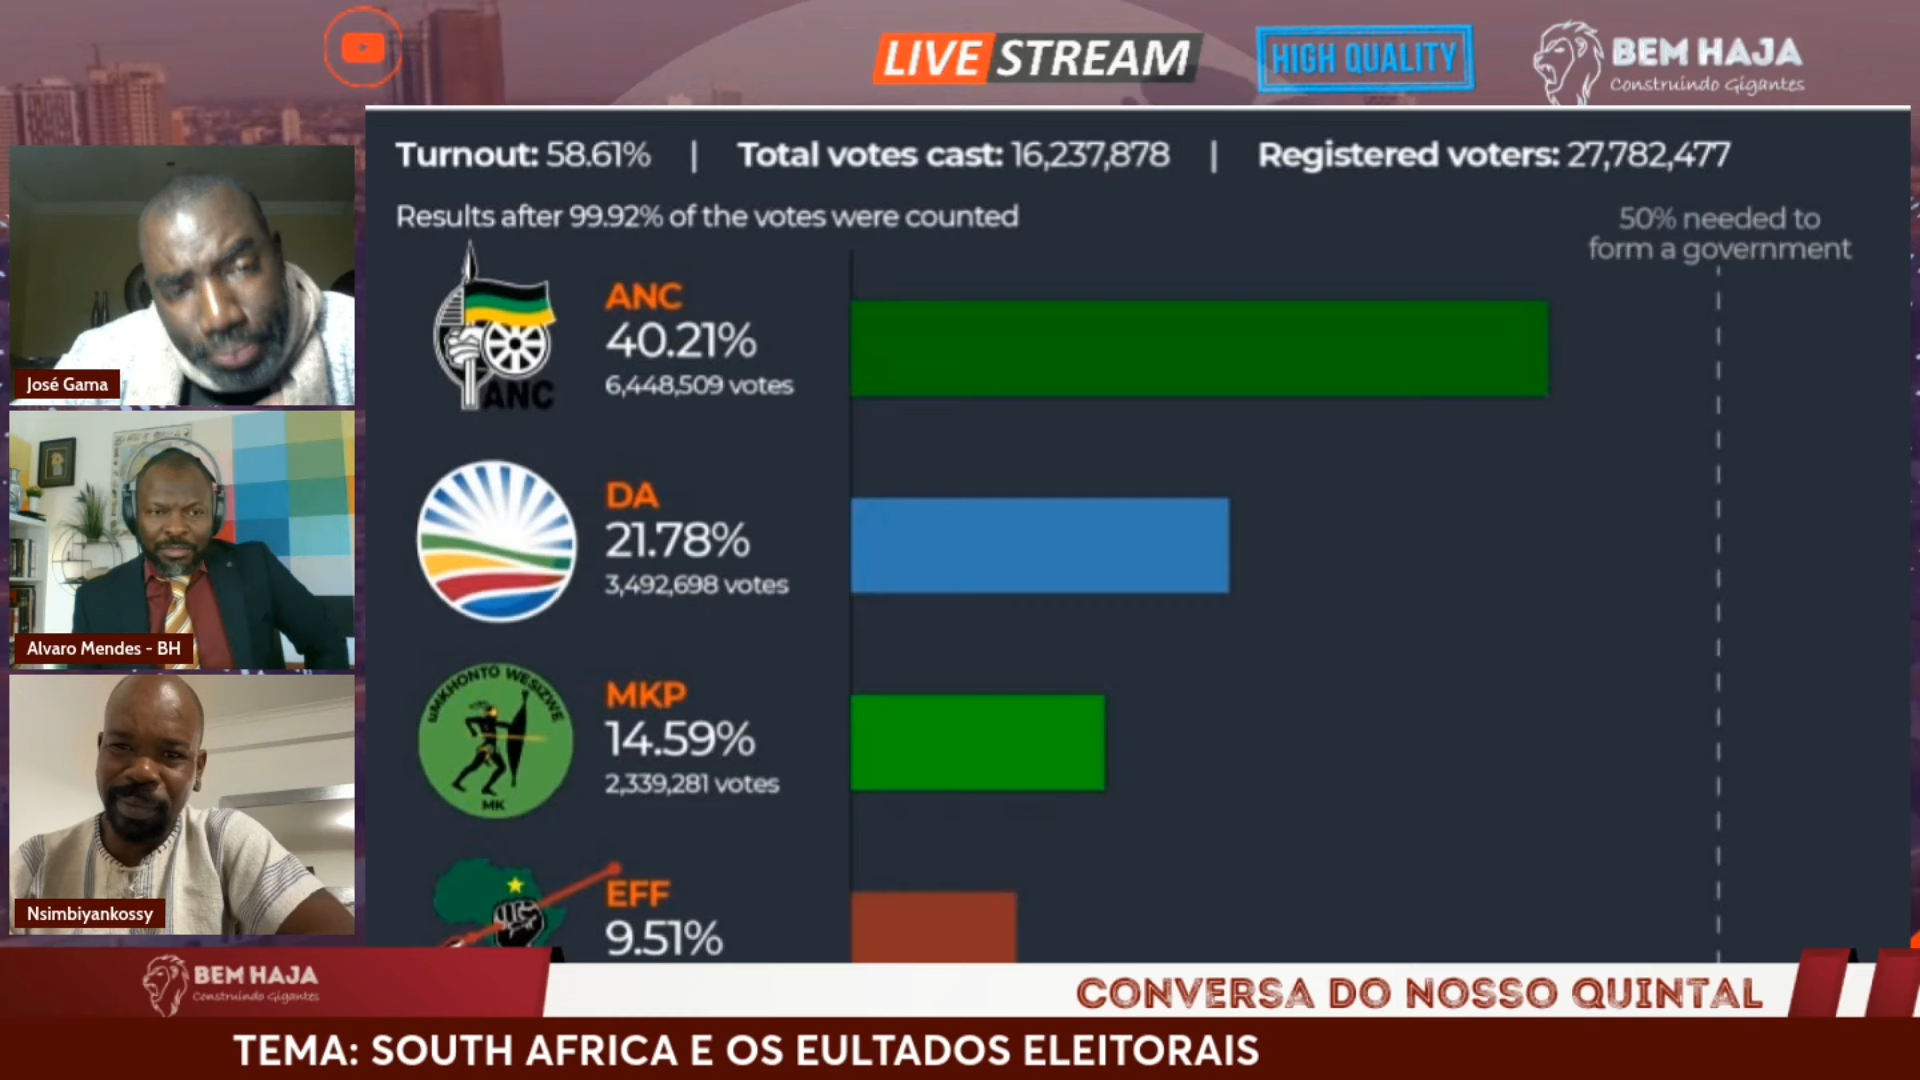 LIVE STREAM
HIGH QUALITY
BEM HAJA
Construindo Gigantes
Turnout: 58.61% | Total votes cast: 16,237,878 | Registered voters: 27,782,477
Results after 99.92% of the votes were counted
50% needed to
form a government
ANC
40.21%
6,448,509 votes
ANC
DA
21.78%
3,492,698 votes
UMKHONTO WESIZWE
MK
MKP
14.59%
2,339,281 votes
EFF
9.51%
José Gama
Alvaro Mendes - BH
Nsimbiyankossy
BEM HAJA
Construindo Gigantes
CONVERSA DO NOSSO QUINTAL
TEMA: SOUTH AFRICA E OS EULTADOS ELEITORAIS